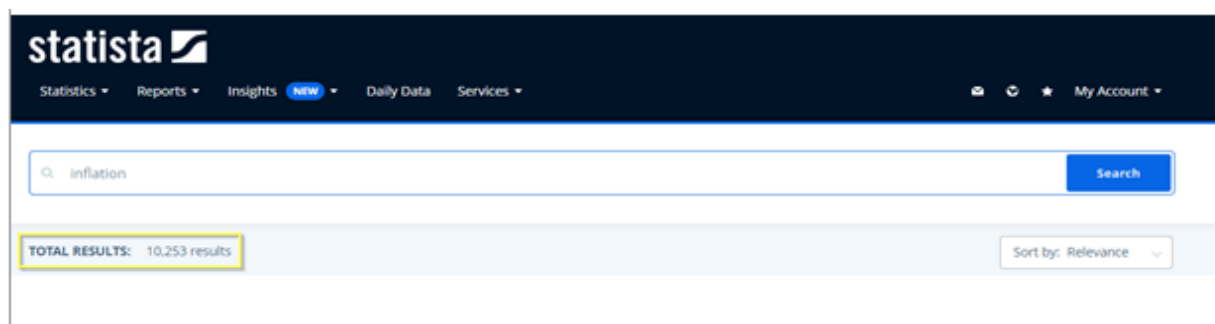 statista
Statistics Reports Insights NEW Daily Data Services My Account
inflation Search
TOTAL RESULTS: 10,253 results Sort by: Relevance